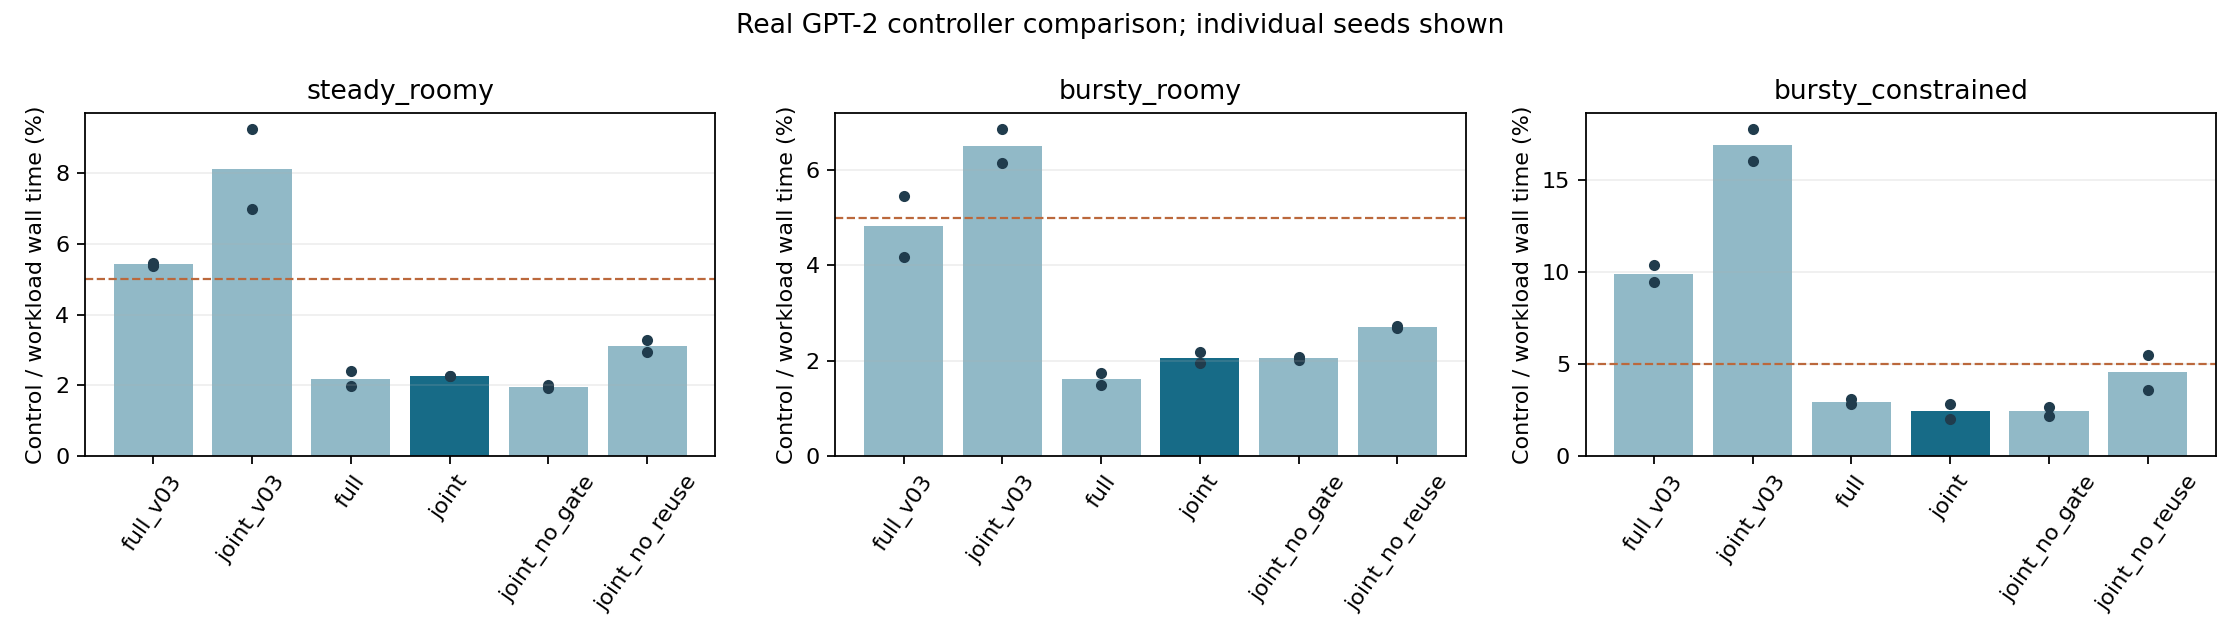 Real GPT-2 controller comparison; individual seeds shown
steady_roomy
Control / workload wall time (%)
8
6
4
2
0
full_v03
joint_v03
full
joint
joint_no_gate
joint_no_reuse
bursty_roomy
Control / workload wall time (%)
6
4
2
0
full_v03
joint_v03
full
joint
joint_no_gate
joint_no_reuse
bursty_constrained
Control / workload wall time (%)
15
10
5
0
full_v03
joint_v03
full
joint
joint_no_gate
joint_no_reuse